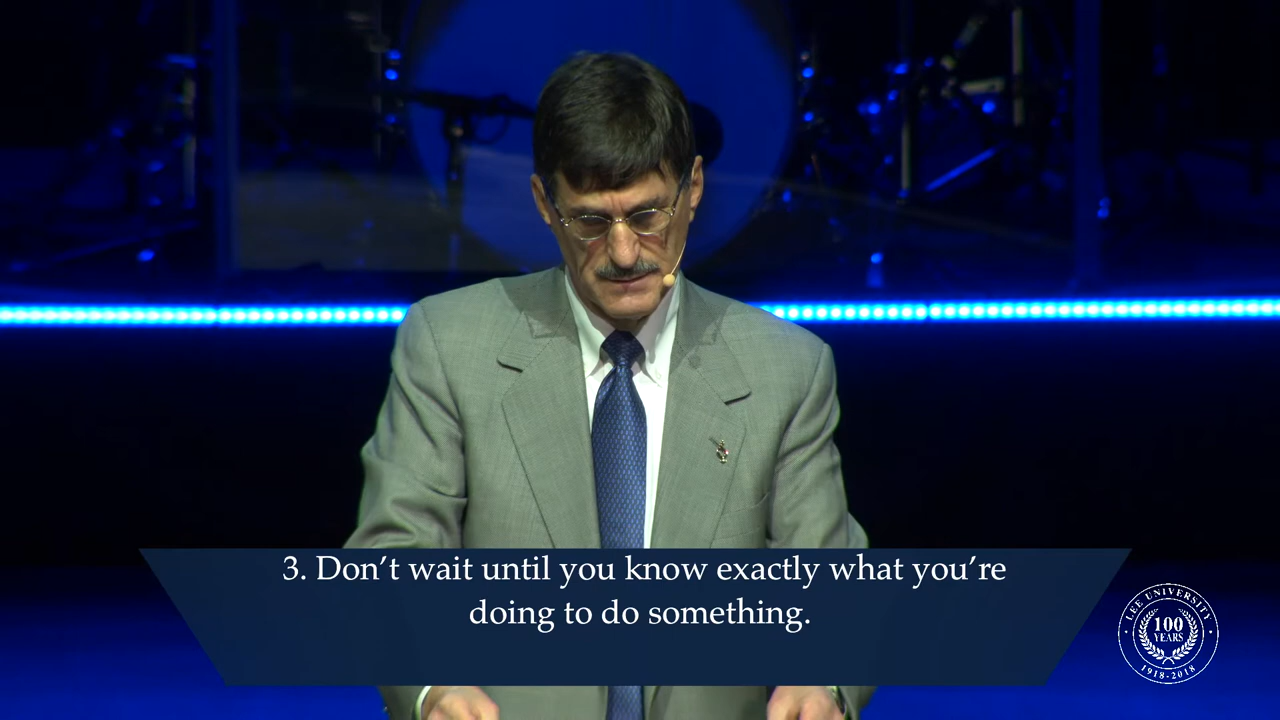 3. Don't wait until you know exactly what you're
doing to do something.
LEE UNIVERSITY
100
YEARS
1918-2018